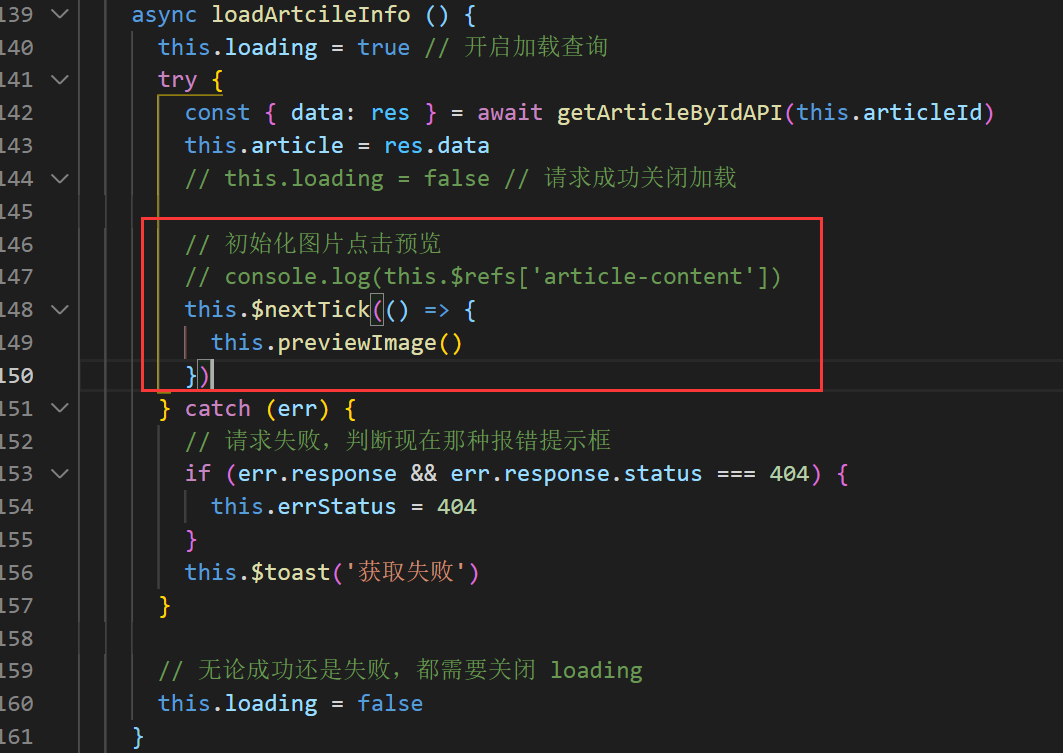 139 async loadArtcileInfo () {
140 this.loading = true // 开启加载查询
141 try {
142 const { data: res } = await getArticleByIdAPI(this.articleId)
143 this.article = res.data
144 // this.loading = false // 请求成功关闭加载
145
146 // 初始化图片点击预览
147 // console.log(this.$refs['article-content'])
148 this.$nextTick(() => {
149 this.previewImage()
150 })
151 } catch (err) {
152 // 请求失败，判断现在那种报错提示框
153 if (err.response && err.response.status === 404) {
154 this.errStatus = 404
155 }
156 this.$toast('获取失败')
157 }
158
159 // 无论成功还是失败，都需要关闭 loading
160 this.loading = false
161 }